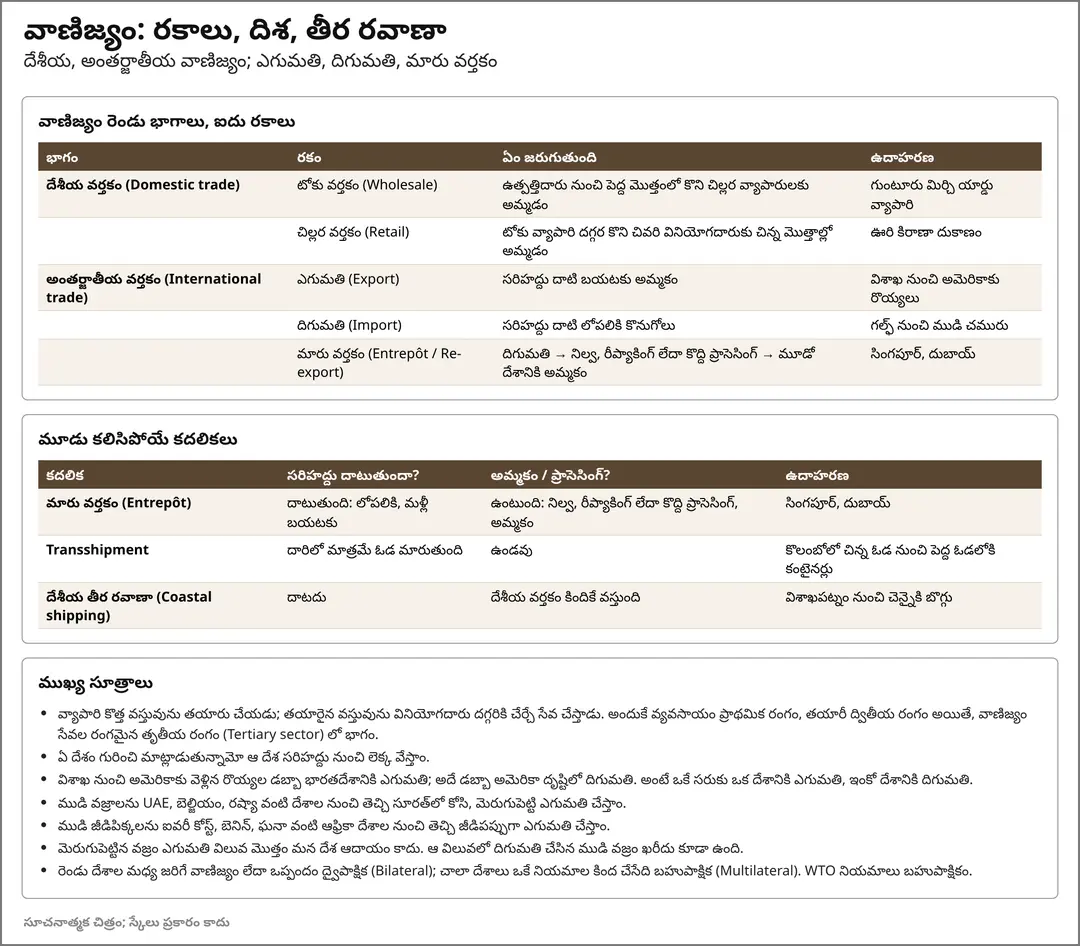 వాణిజ్యం: రకాలు, దిశ, తీర రవాణా
దేశీయ, అంతర్జాతీయ వాణిజ్యం; ఎగుమతి, దిగుమతి, మారు వర్తకం
వాణిజ్యం రెండు భాగాలు, ఐదు రకాలు
భాగం రకం ఏం జరుగుతుంది ఉదాహరణ
దేశీయ వర్తకం (Domestic trade) టోకు వర్తకం (Wholesale) ఉత్పత్తిదారు నుంచి పెద్ద మొత్తంలో కొని చిల్లర వ్యాపారులకు గుంటూరు మిర్చి యార్డు
అమ్మడం వ్యాపారి
చిల్లర వర్తకం (Retail) టోకు వ్యాపారి దగ్గర కొని చివరి వినియోగదారుకు చిన్న మొత్తాల్లో ఊరి కిరాణా దుకాణం
అమ్మడం
అంతర్జాతీయ వర్తకం (International ఎగుమతి (Export) సరిహద్దు దాటి బయటకు అమ్మకం విశాఖ నుంచి అమెరికాకు
trade) రొయ్యలు
దిగుమతి (Import) సరిహద్దు దాటి లోపలికి కొనుగోలు గల్ఫ్ నుంచి ముడి చమురు
మారు వర్తకం (Entrepôt / Re- దిగుమతి → నిల్వ, రీప్యాకింగ్ లేదా కొద్ది ప్రాసెసింగ్ → మూడో సింగపూర్, దుబాయ్
export) దేశానికి అమ్మకం
మూడు కలిసిపోయే కదలికలు
కదలిక సరిహద్దు దాటుతుందా? అమ్మకం / ప్రాసెసింగ్? ఉదాహరణ
మారు వర్తకం (Entrepôt) దాటుతుంది: లోపలికి, మళ్లీ ఉంటుంది: నిల్వ, రీప్యాకింగ్ లేదా కొద్ది ప్రాసెసింగ్, సింగపూర్, దుబాయ్
బయటకు అమ్మకం
Transshipment దారిలో మాత్రమే ఓడ మారుతుంది ఉండవు కొలంబోలో చిన్న ఓడ నుంచి పెద్ద ఓడలోకి
కంటైనర్లు
దేశీయ తీర రవాణా (Coastal దాటదు దేశీయ వర్తకం కిందికే వస్తుంది విశాఖపట్నం నుంచి చెన్నైకి బొగ్గు
shipping)
ముఖ్య సూత్రాలు
• వ్యాపారి కొత్త వస్తువును తయారు చేయడు; తయారైన వస్తువును వినియోగదారు దగ్గరికి చేర్చే సేవ చేస్తాడు. అందుకే వ్యవసాయం ప్రాథమిక రంగం, తయారీ ద్వితీయ రంగం అయితే, వాణిజ్యం
సేవల రంగమైన తృతీయ రంగం (Tertiary sector) లో భాగం.
• ఏ దేశం గురించి మాట్లాడుతున్నామో ఆ దేశ సరిహద్దు నుంచి లెక్క వేస్తాం.
• విశాఖ నుంచి అమెరికాకు వెళ్లిన రొయ్యల డబ్బా భారతదేశానికి ఎగుమతి; అదే డబ్బా అమెరికా దృష్టిలో దిగుమతి. అంటే ఒకే సరుకు ఒక దేశానికి ఎగుమతి, ఇంకో దేశానికి దిగుమతి.
• ముడి వజ్రాలను UAE, బెల్జియం, రష్యా వంటి దేశాల నుంచి తెచ్చి సూరత్‌లో కోసి, మెరుగుపెట్టి ఎగుమతి చేస్తాం.
• ముడి జీడిపిక్కలను ఐవరీ కోస్ట్, బెనిన్, ఘనా వంటి ఆఫ్రికా దేశాల నుంచి తెచ్చి జీడిపప్పుగా ఎగుమతి చేస్తాం.
• మెరుగుపెట్టిన వజ్రం ఎగుమతి విలువ మొత్తం మన దేశ ఆదాయం కాదు. ఆ విలువలో దిగుమతి చేసిన ముడి వజ్రం ఖరీదు కూడా ఉంది.
• రెండు దేశాల మధ్య జరిగే వాణిజ్యం లేదా ఒప్పందం ద్వైపాక్షిక (Bilateral); చాలా దేశాలు ఒకే నియమాల కింద చేసేది బహుపాక్షిక (Multilateral). WTO నియమాలు బహుపాక్షికం.
సూచనాత్మక చిత్రం; స్కేలు ప్రకారం కాదు